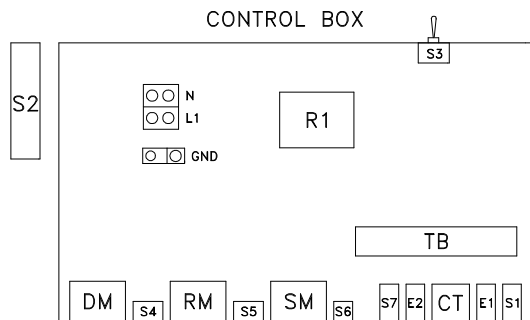 CONTROL BOX
S3
S2
N
L1
R1
GND
TB
DM
S4
RM
S5
SM
S6
S7
E2
CT
E1
S1